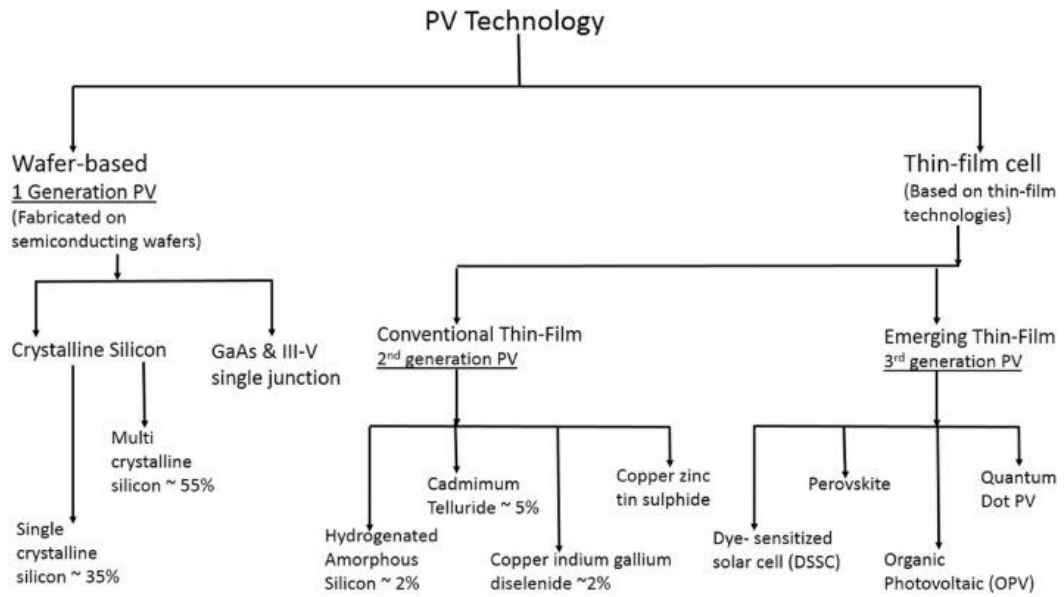 PV Technology
Wafer-based
1 Generation PV
(Fabricated on
semiconducting wafers)
Thin-film cell
(Based on thin-film
technologies)
Crystalline Silicon
GaAs & III-V
single junction
Conventional Thin-Film
2nd generation PV
Emerging Thin-Film
3rd generation PV
Multi
crystalline
silicon ~ 55%
Single
crystalline
silicon ~ 35%
Hydrogenated
Amorphous
Silicon ~ 2%
Cadmimum
Telluride ~ 5%
Copper indium gallium
diselenide ~2%
Copper zinc
tin sulphide
Dye- sensitized
solar cell (DSSC)
Perovskite
Organic
Photovoltaic (OPV)
Quantum
Dot PV